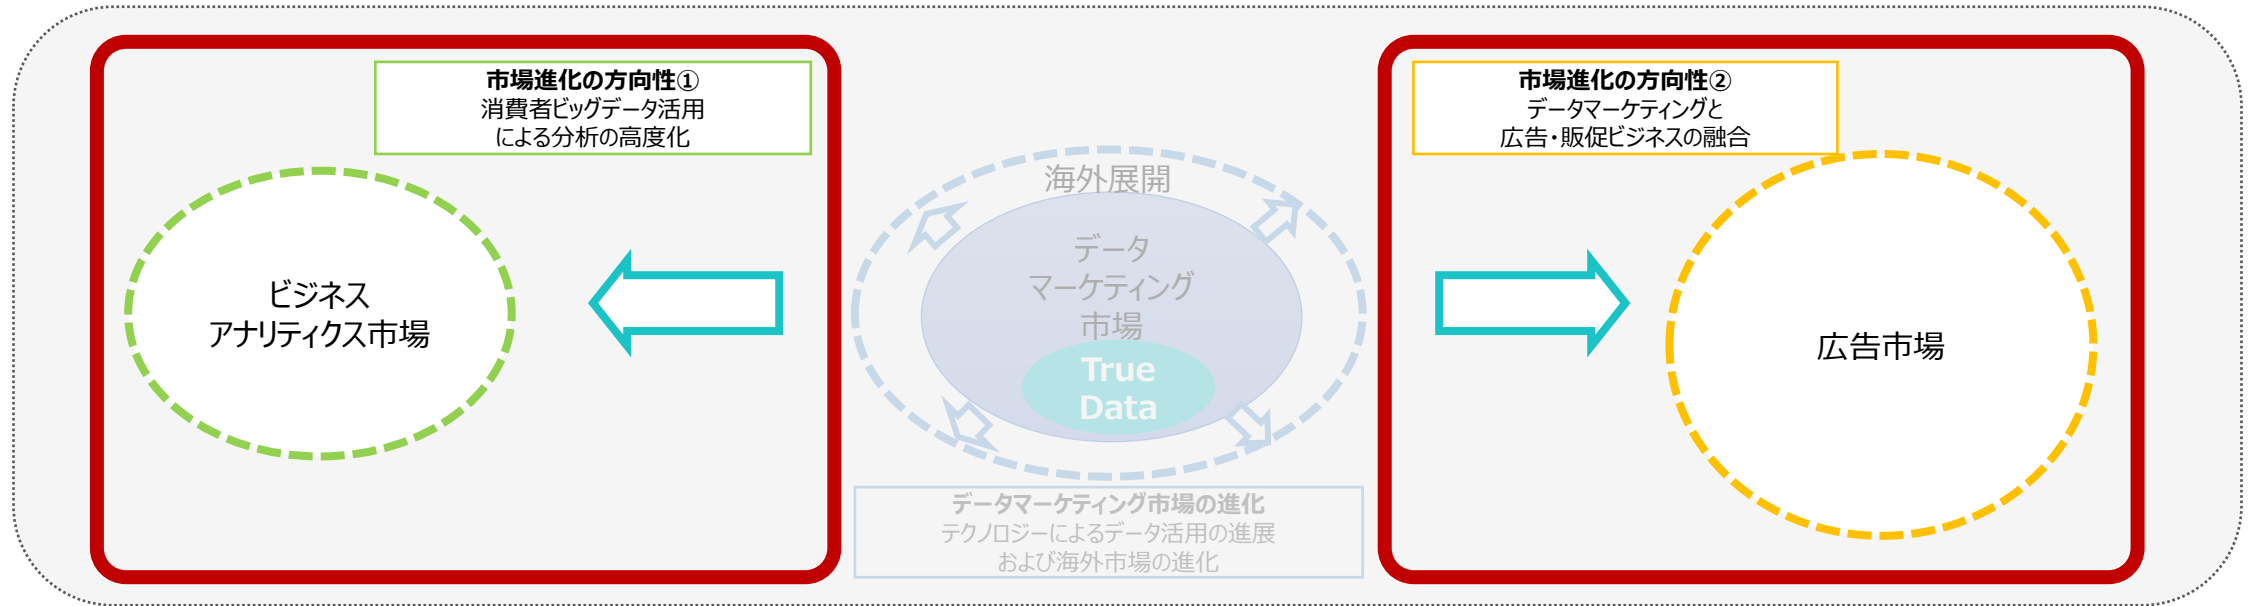 市場進化の方向性①
消費者ビッグデータ活用
による分析の高度化
ビジネス
アナリティクス市場
海外展開
データ
マーケティング
市場
True
Data
データマーケティング市場の進化
テクノロジーによるデータ活用の進展
および海外市場の進化
市場進化の方向性②
データマーケティングと
広告・販促ビジネスの融合
広告市場